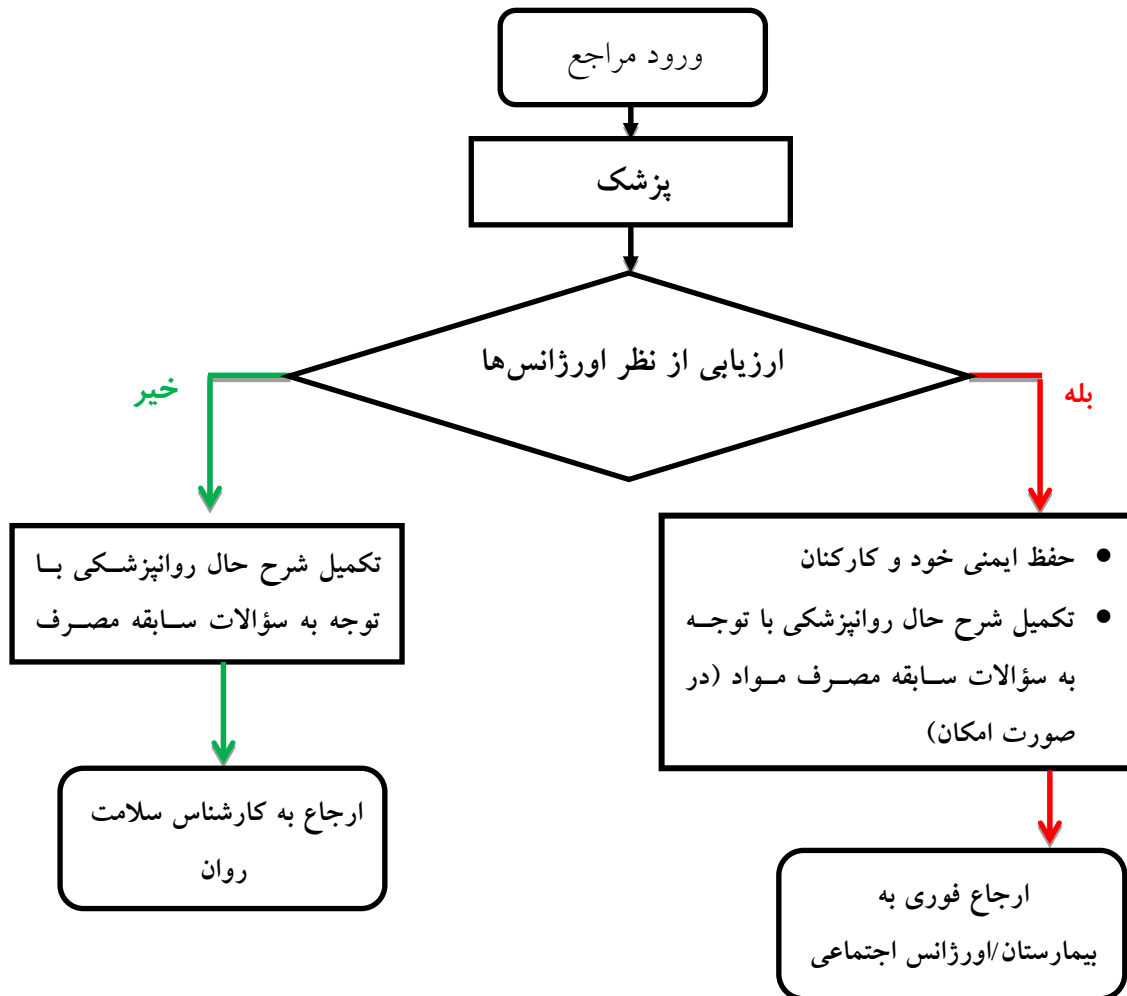 ورود مراجع
پزشک
ارزیابی از نظر اورژانس‌ها
بله
خیر
• حفظ ایمنی خود و کارکنان
• تکمیل شرح حال روانپزشکی با توجه
به سؤالات سابقه مصرف مواد (در
صورت امکان)
ارجاع فوری به
بیمارستان/اورژانس اجتماعی
تکمیل شرح حال روانپزشکی با
توجه به سؤالات سابقه مصرف
ارجاع به کارشناس سلامت
روان